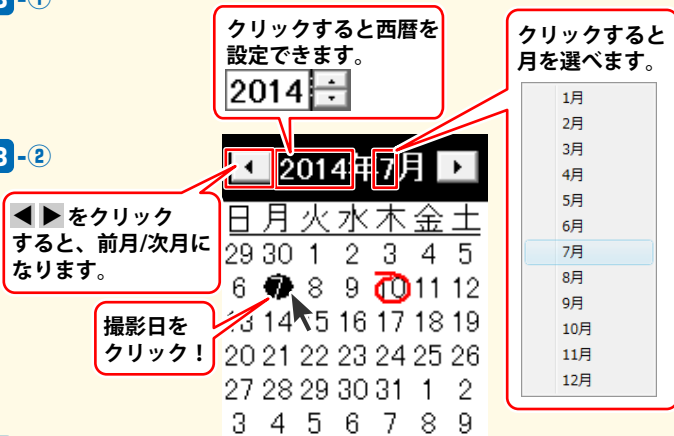 3-①
クリックすると西暦を
設定できます。
2014
クリックすると
月を選べます。
1月
2月
3月
4月
5月
6月
7月
8月
9月
10月
11月
12月
3-②
◀ ▶ をクリック
すると、前月/次月に
なります。
撮影日を
クリック！
2014年7月
日 月 火 水 木 金 土
29 30 1 2 3 4 5
6 7 8 9 10 11 12
13 14 15 16 17 18 19
20 21 22 23 24 25 26
27 28 29 30 31 1 2
3 4 5 6 7 8 9